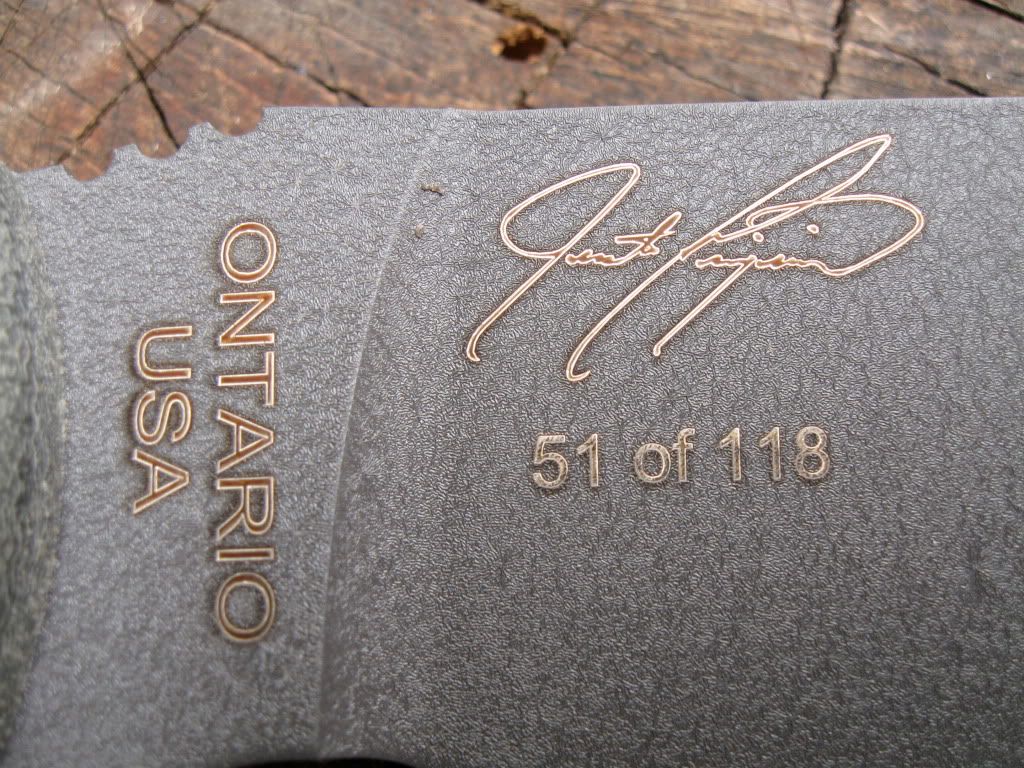 ONTARIO
USA
51 of 118